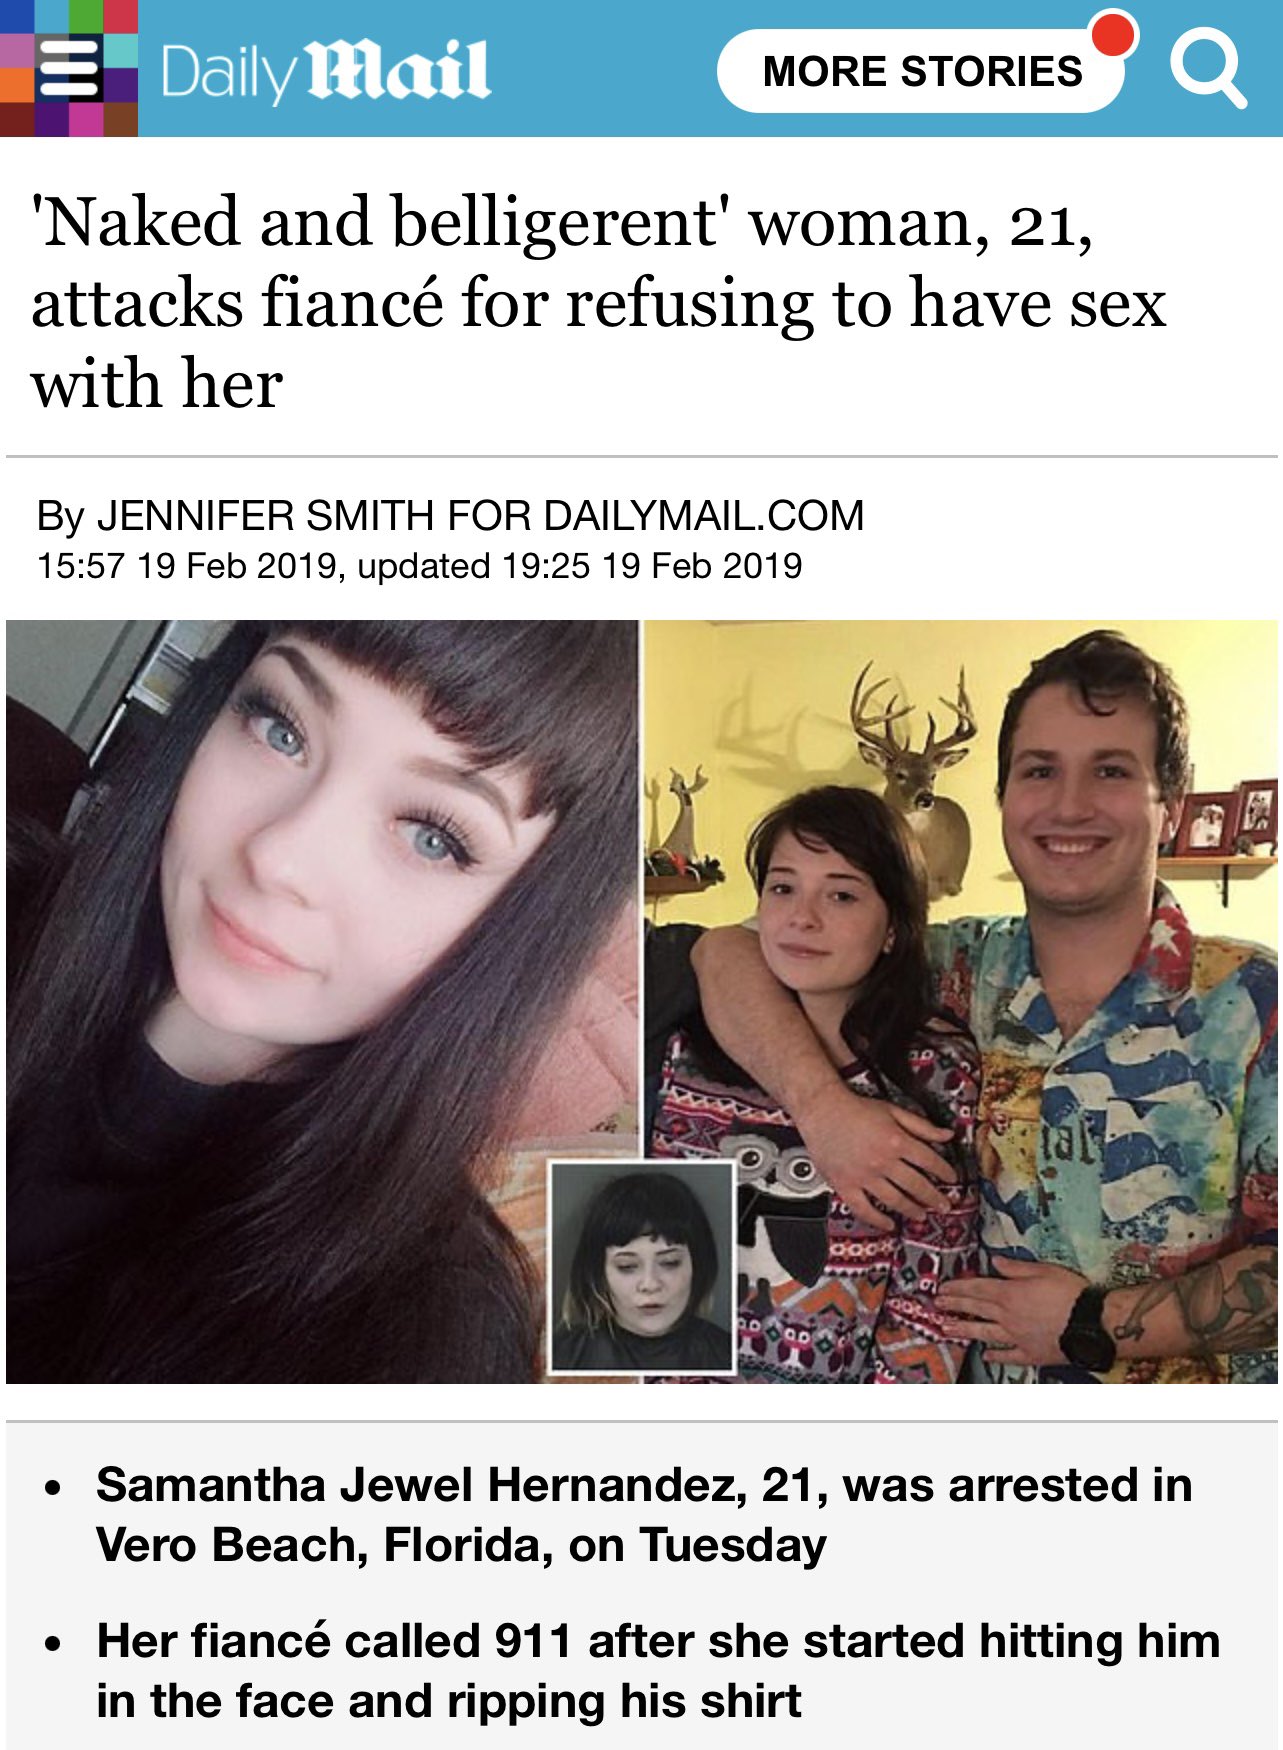 Daily Mail
MORE STORIES
'Naked and belligerent' woman, 21,
attacks fiancé for refusing to have sex
with her
By JENNIFER SMITH FOR DAILYMAIL.COM
15:57 19 Feb 2019, updated 19:25 19 Feb 2019
• Samantha Jewel Hernandez, 21, was arrested in
Vero Beach, Florida, on Tuesday
• Her fiancé called 911 after she started hitting him
in the face and ripping his shirt